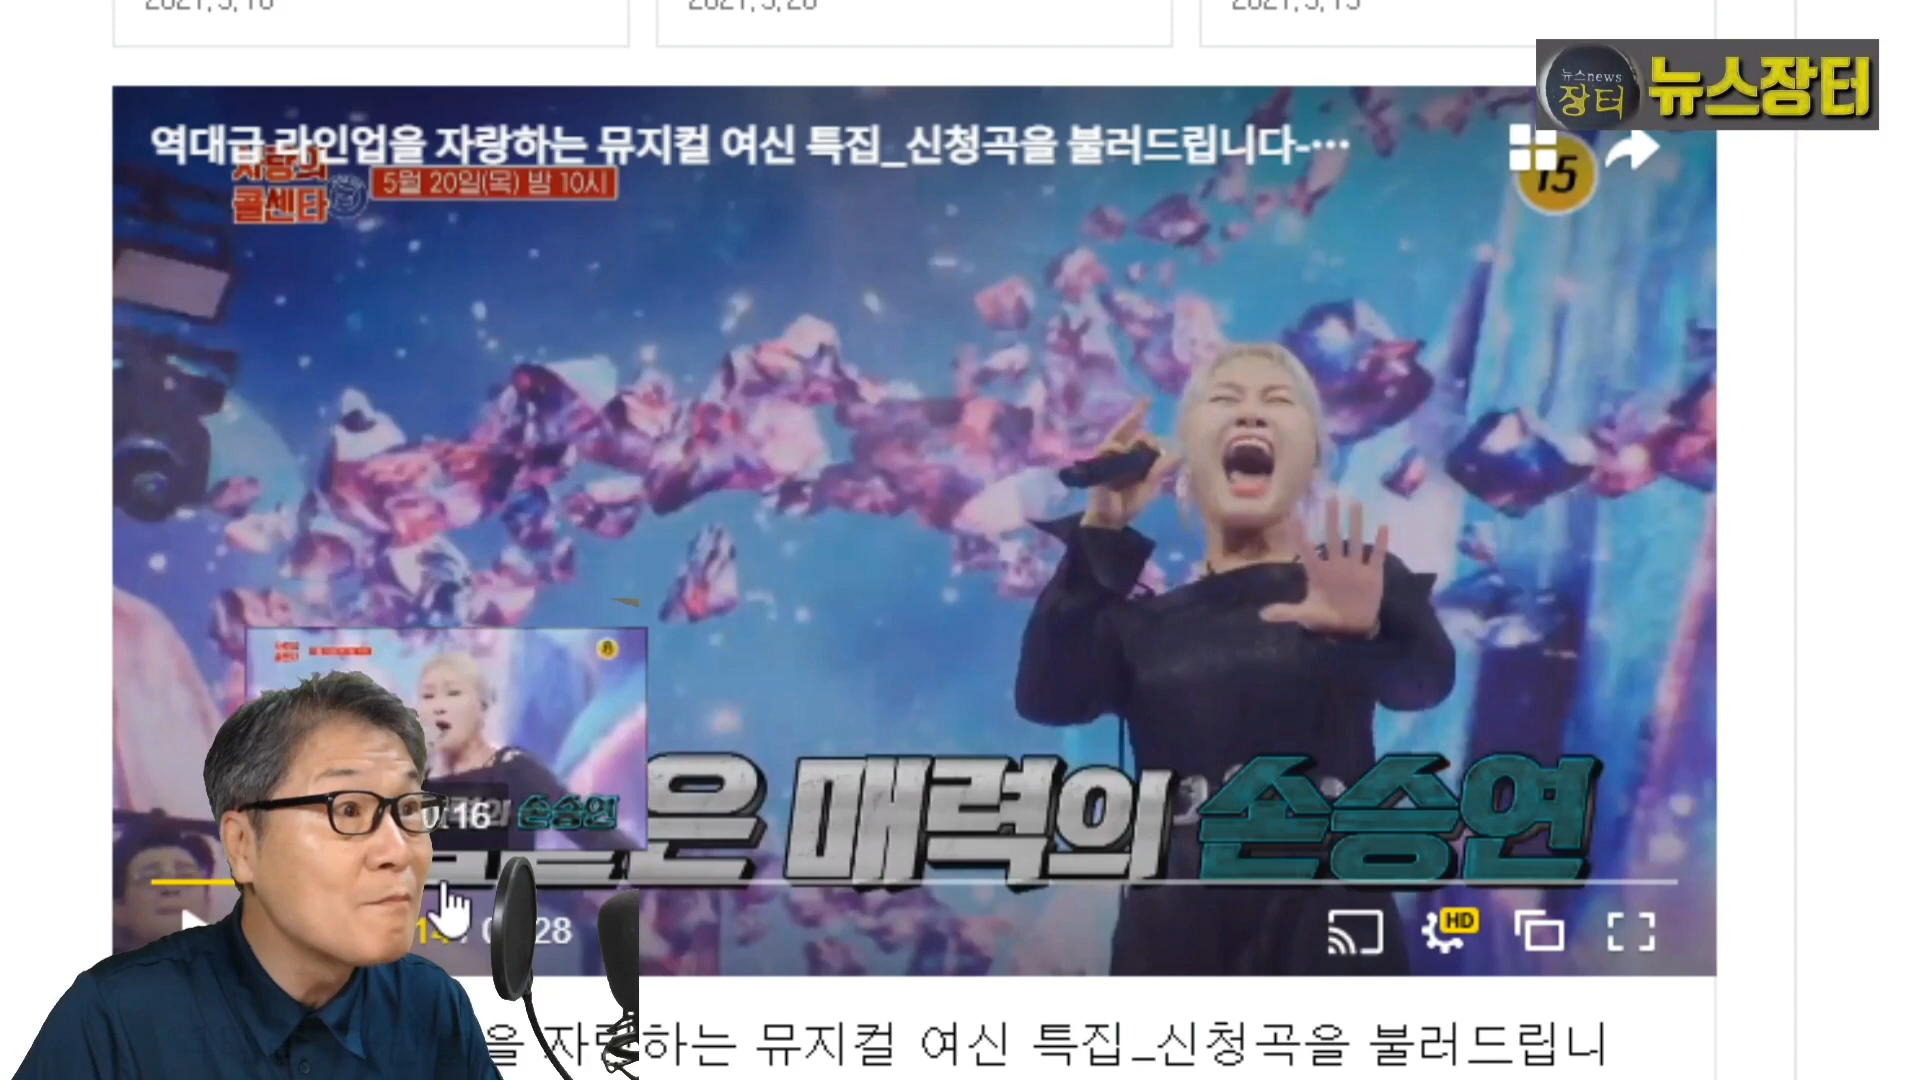 뉴스news
장터
뉴스장터
역대급 라인업을 자랑하는 뮤지컬 여신 특집_신청곡을 불러드립니다-…
15
콜센타
5월 20일(목) 밤 10시
0:16
손승연
은 매력의 손승연
28
HD
을 자랑하는 뮤지컬 여신 특집_신청곡을 불러드립니